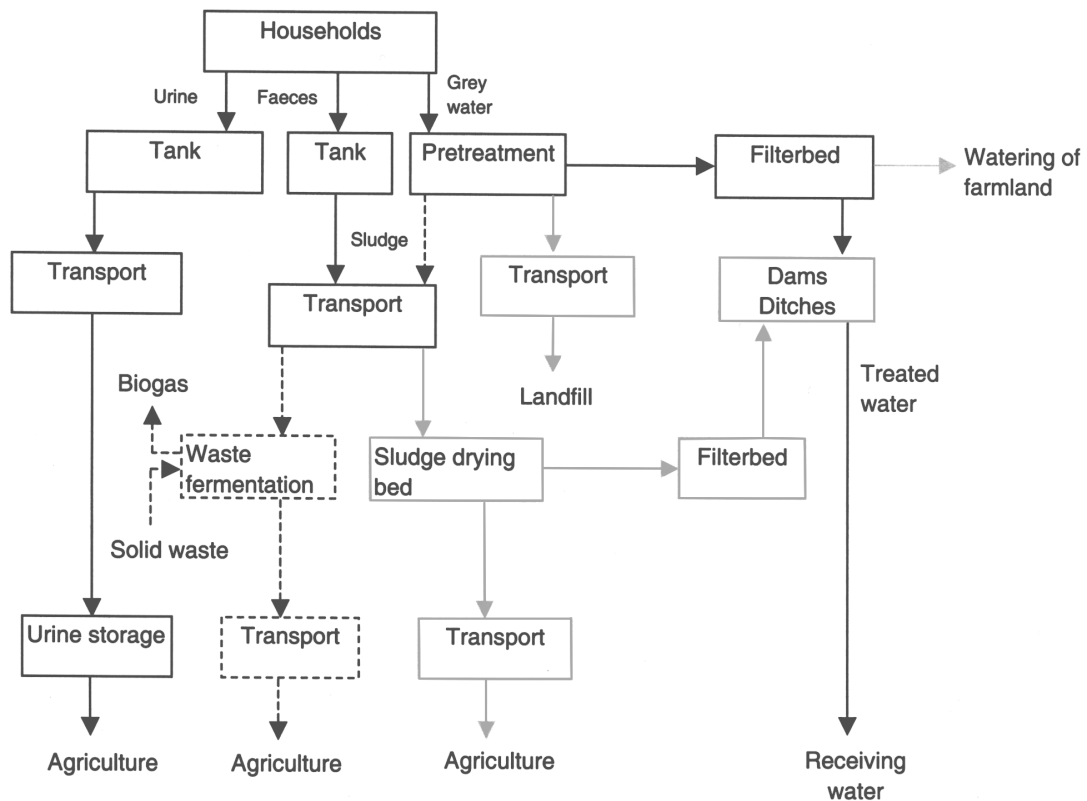 Households
Urine
Faeces
Grey
water
Tank
Tank
Pretreatment
Filterbed
Watering of
farmland
Sludge
Transport
Transport
Transport
Dams
Ditches
Biogas
Landfill
Treated
water
Waste
fermentation
Sludge drying
bed
Filterbed
Solid waste
Urine storage
Transport
Transport
Agriculture
Agriculture
Agriculture
Receiving
water